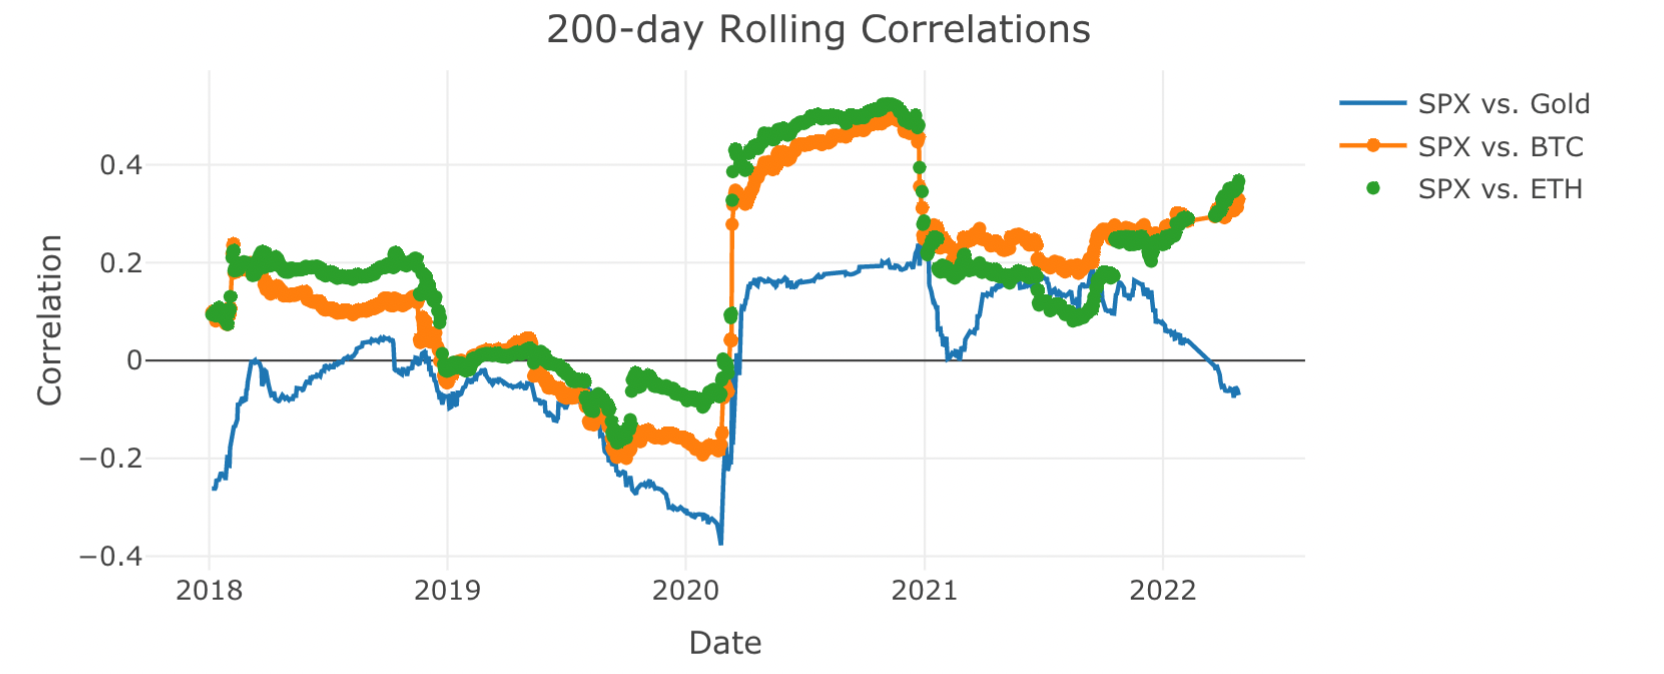 200-day Rolling Correlations
SPX vs. Gold
SPX vs. BTC
SPX vs. ETH
Correlation
0.4
0.2
0
−0.2
−0.4
2018 2019 2020 2021 2022
Date